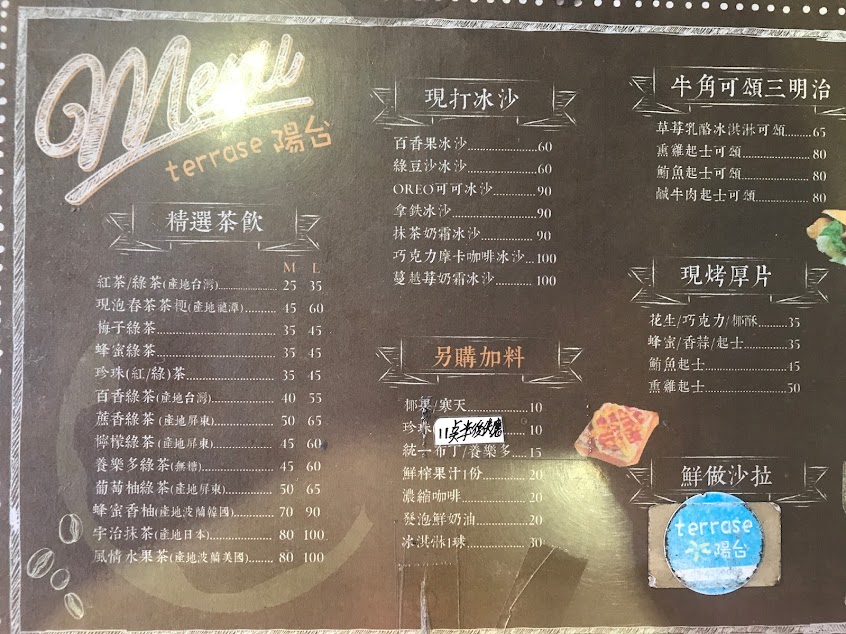 Menu
terrase 陽台
精選茶飲
M L
紅茶/綠茶(產地台灣) 25 35
現泡春茶茶梗(產地龍潭) 45 60
梅子綠茶 35 45
蜂蜜綠茶 35 45
珍珠(紅/綠)茶 35 45
百香綠茶(產地台灣) 40 55
蔗香綠茶(產地屏東) 50 65
檸檬綠茶(產地屏東) 45 60
養樂多綠茶(無糖) 45 60
葡萄柚綠茶(產地屏東) 50 65
蜂蜜香柚(產地波蘭韓國) 70 90
宇治抹茶(產地日本) 80 100
風情水果茶(產地波蘭美國) 80 100
現打冰沙
百香果冰沙 60
綠豆沙冰沙 60
OREO可可冰沙 90
拿鉄冰沙 90
抹茶奶霜冰沙 90
巧克力摩卡咖啡冰沙 100
蔓越莓奶霜冰沙 100
另購加料
椰果/寒天 10
珍珠 11點半後供應 10
統一布丁/養樂多 15
鮮榨果汁1份 20
濃縮咖啡 20
發泡鮮奶油 20
冰淇淋1球 30
牛角可頌三明治
草莓乳酪冰淇淋可頌 65
熏雞起士可頌 80
鮪魚起士可頌 80
鹹牛肉起士可頌 80
現烤厚片
花生/巧克力/椰酥 35
蜂蜜/香蒜/起士 35
鮪魚起士 45
熏雞起士 50
鮮做沙拉
terrase
陽台